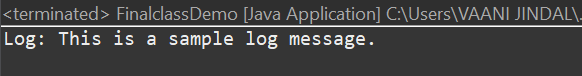 <terminated> FinalclassDemo [Java Application] C:\Users\VAANI JINDAL\.
Log: This is a sample log message.